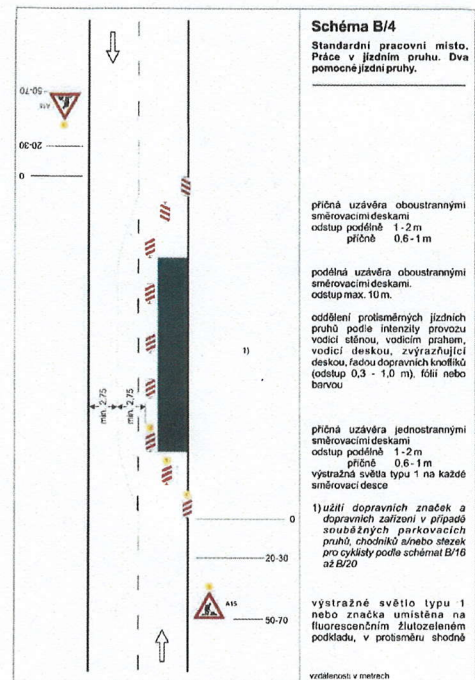 Schéma B/4
Standardní pracovní místo.
Práce v jízdním pruhu. Dva
pomocné jízdní pruhy.
50-70
A15
20-30
0
příčná uzávěra oboustrannými
směrovacími deskami
odstup podélně 1 - 2 m
příčně 0,6 - 1 m
podélná uzávěra oboustrannými
směrovacími deskami.
odstup max. 10 m.
oddělení protisměrných jízdních
pruhů podle intenzity provozu
vodicí stěnou, vodicím prahem,
vodicí deskou, zvýrazňující
deskou, řadou dopravních knoflíků
(odstup 0,3 - 1,0 m), fólií nebo
barvou
1)
min. 2,75
min. 2,75
příčná uzávěra jednostrannými
směrovacími deskami
odstup podélně 1 - 2 m
příčně 0,6 - 1 m
výstražná světla typu 1 na každé
směrovací desce
0
1) užití dopravních značek a
dopravních zařízení v případě
souběžných parkovacích
pruhů, chodníků a/nebo stezek
pro cyklisty podle schémat B/16
až B/20
20-30
A15
50-70
výstražné světlo typu 1
nebo značka umístěna na
fluorescenčním žlutozeleném
podkladu, v protisměru shodně
vzdálenosti v metrech